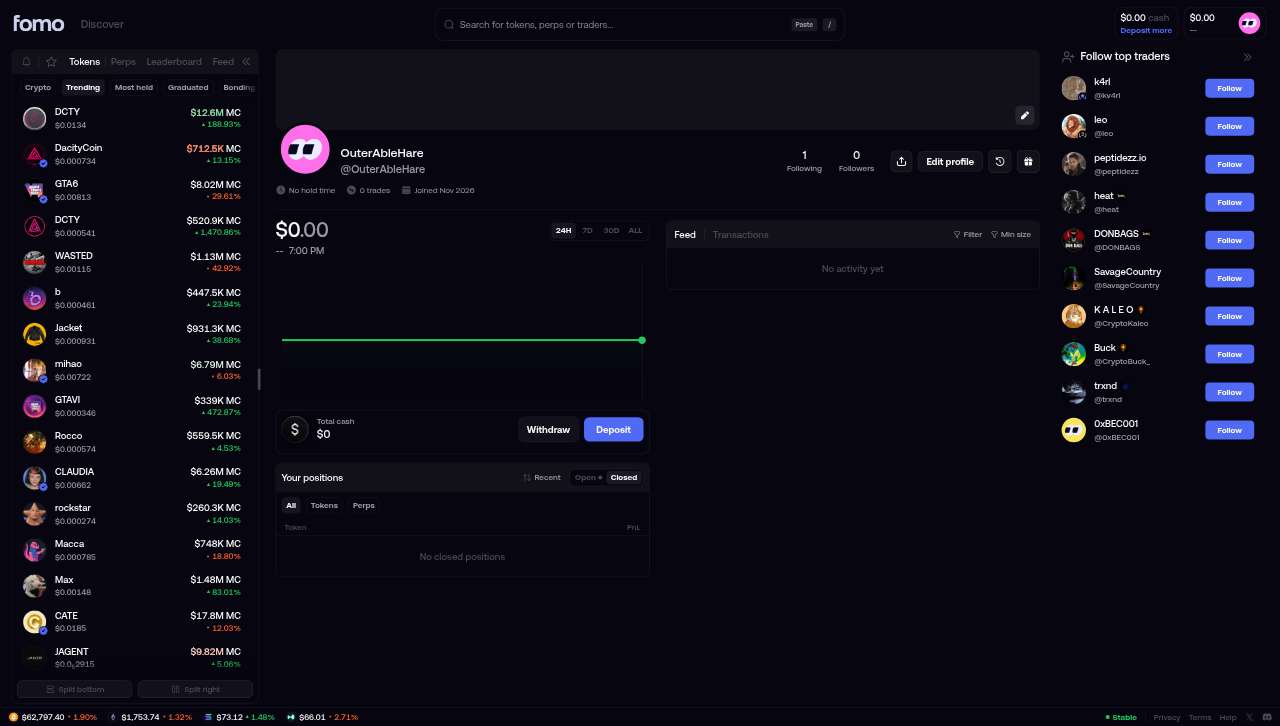 fomo
Discover
Search for tokens, perps or traders...
Paste
/
$0.00 cash
Deposit more
$0.00
--
Tokens Perps Leaderboard Feed
Crypto Trending Most held Graduated Bonding
DCTY $12.6M MC
$0.0134 188.93%
DacityCoin $712.5K MC
$0.000734 13.15%
GTA6 $8.02M MC
$0.00813 29.61%
DCTY $520.9K MC
$0.000541 1,470.86%
WASTED $1.13M MC
$0.00115 42.92%
b $447.5K MC
$0.000461 23.94%
Jacket $931.3K MC
$0.000931 38.68%
mihao $6.79M MC
$0.00722 6.03%
GTAVI $339K MC
$0.000346 472.87%
Rocco $559.5K MC
$0.000574 4.53%
CLAUDIA $6.26M MC
$0.00662 19.49%
rockstar $260.3K MC
$0.000274 14.03%
Macca $748K MC
$0.000785 18.80%
Max $1.48M MC
$0.00148 83.01%
CATE $17.8M MC
$0.0185 12.03%
JAGENT $9.82M MC
5.06%
Split bottom Split right
OuterAbleHare
@OuterAbleHare
No hold time 0 trades Joined Nov 2026
1
Following
0
Followers
Edit profile
$0.00
-- 7:00 PM
24H 7D 30D ALL
Total cash
$0
Withdraw Deposit
Your positions Recent Open Closed
All Tokens Perps
Token PnL
No closed positions
Feed Transactions Filter Min size
No activity yet
Follow top traders
k4rl
@kv4rl
Follow
leo
@leo
Follow
peptidezz.io
@peptidezz
Follow
heat
@heat
Follow
DONBAGS
@DONBAGS
Follow
SavageCountry
@SavageCountry
Follow
K A L E O
@CryptoKaleo
Follow
Buck
@CryptoBuck_
Follow
trxnd
@trxnd
Follow
0xBEC001
@0xBEC001
Follow
$62,797.40 1.90% $1,753.74 1.32% $73.12 1.48% $66.01 2.71%
Stable Privacy Terms Help